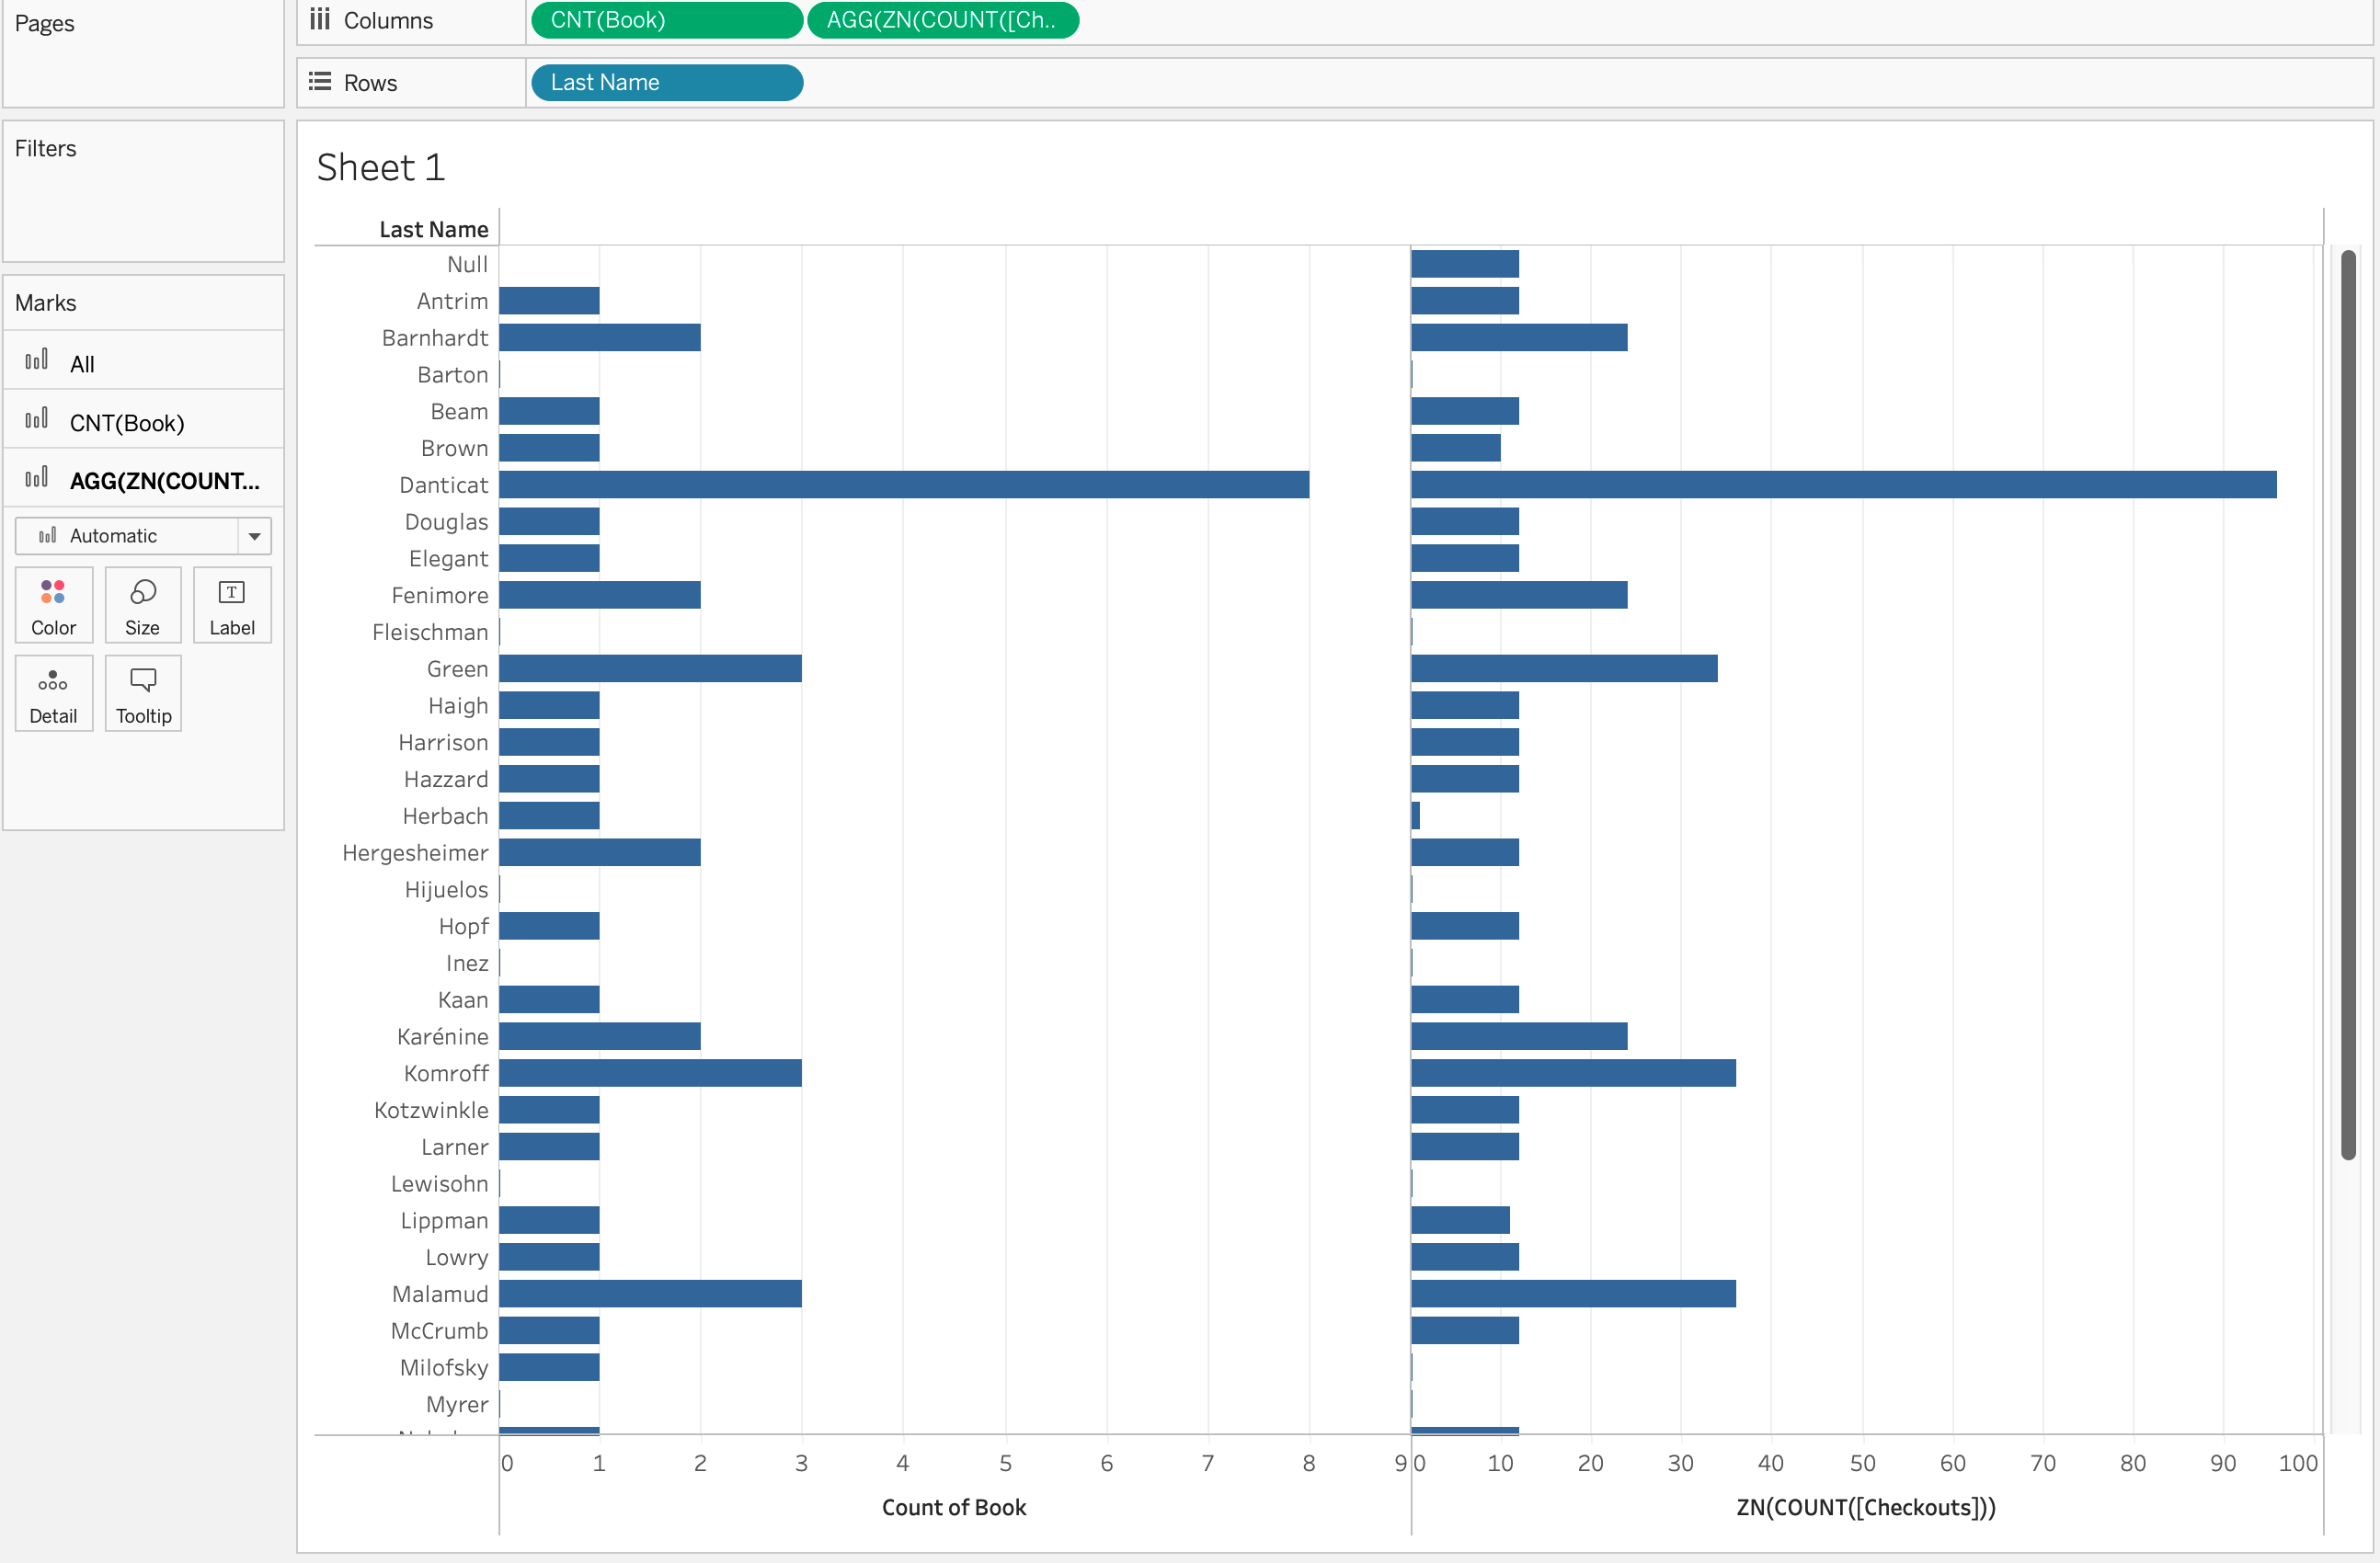 Pages
Columns
CNT(Book)
AGG(ZN(COUNT([Ch..
Rows
Last Name
Filters
Marks
All
CNT(Book)
AGG(ZN(COUNT...
Automatic
Color
Size
Label
Detail
Tooltip
Sheet 1
Last Name
Null
Antrim
Barnhardt
Barton
Beam
Brown
Danticat
Douglas
Elegant
Fenimore
Fleischman
Green
Haigh
Harrison
Hazzard
Herbach
Hergesheimer
Hijuelos
Hopf
Inez
Kaan
Karénine
Komroff
Kotzwinkle
Larner
Lewisohn
Lippman
Lowry
Malamud
McCrumb
Milofsky
Myrer
0 1 2 3 4 5 6 7 8 9
0 10 20 30 40 50 60 70 80 90 100
Count of Book
ZN(COUNT([Checkouts]))